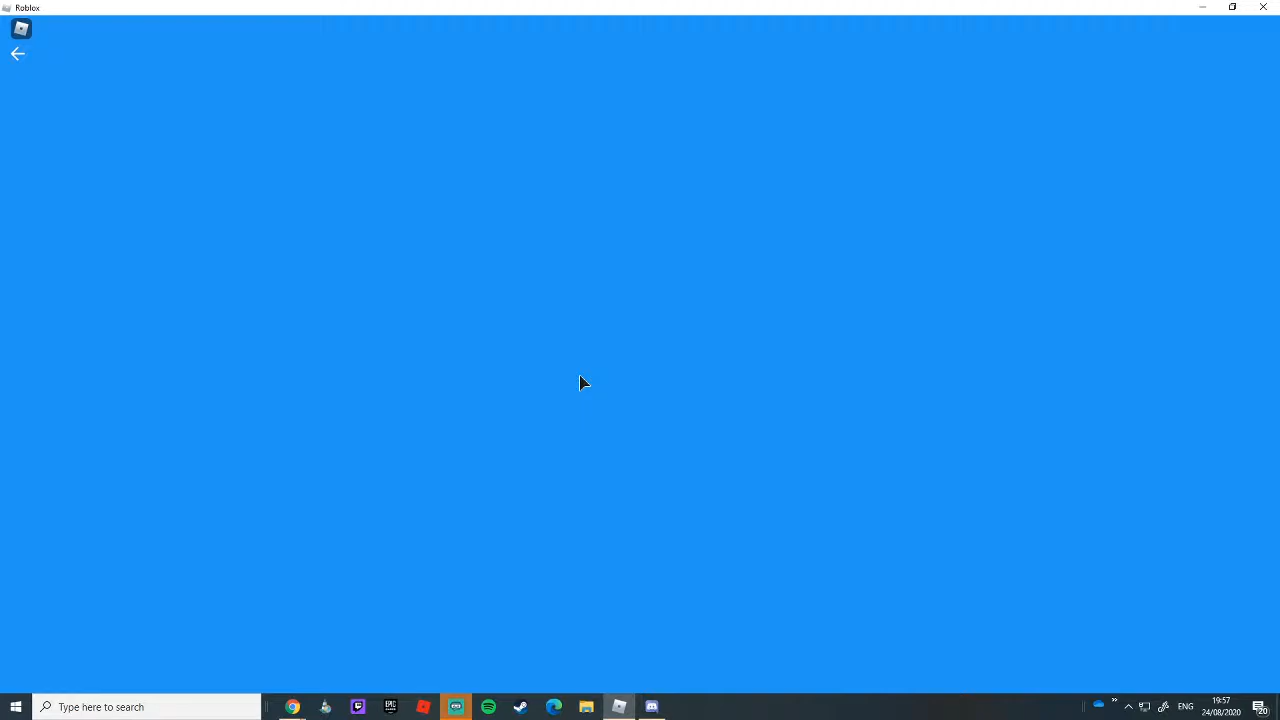 Roblox
Type here to search
ENG
19:57
24/08/2020